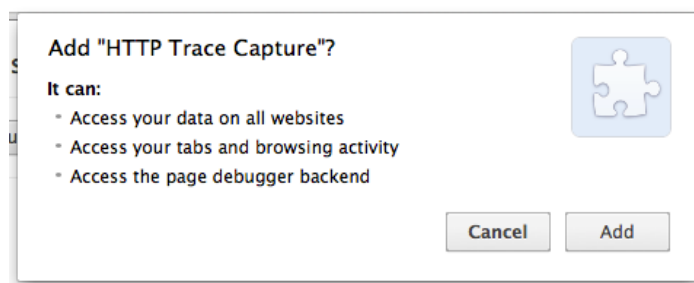 Add "HTTP Trace Capture"?
It can:
Access your data on all websites
Access your tabs and browsing activity
Access the page debugger backend
Cancel
Add